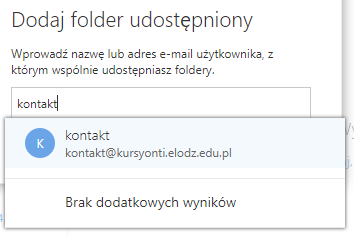 Dodaj folder udostępniony
Wprowadź nazwę lub adres e-mail użytkownika, z
którym wspólnie udostępniasz foldery.
kontakt
K
kontakt
kontakt@kursyonti.elodz.edu.pl
Brak dodatkowych wyników